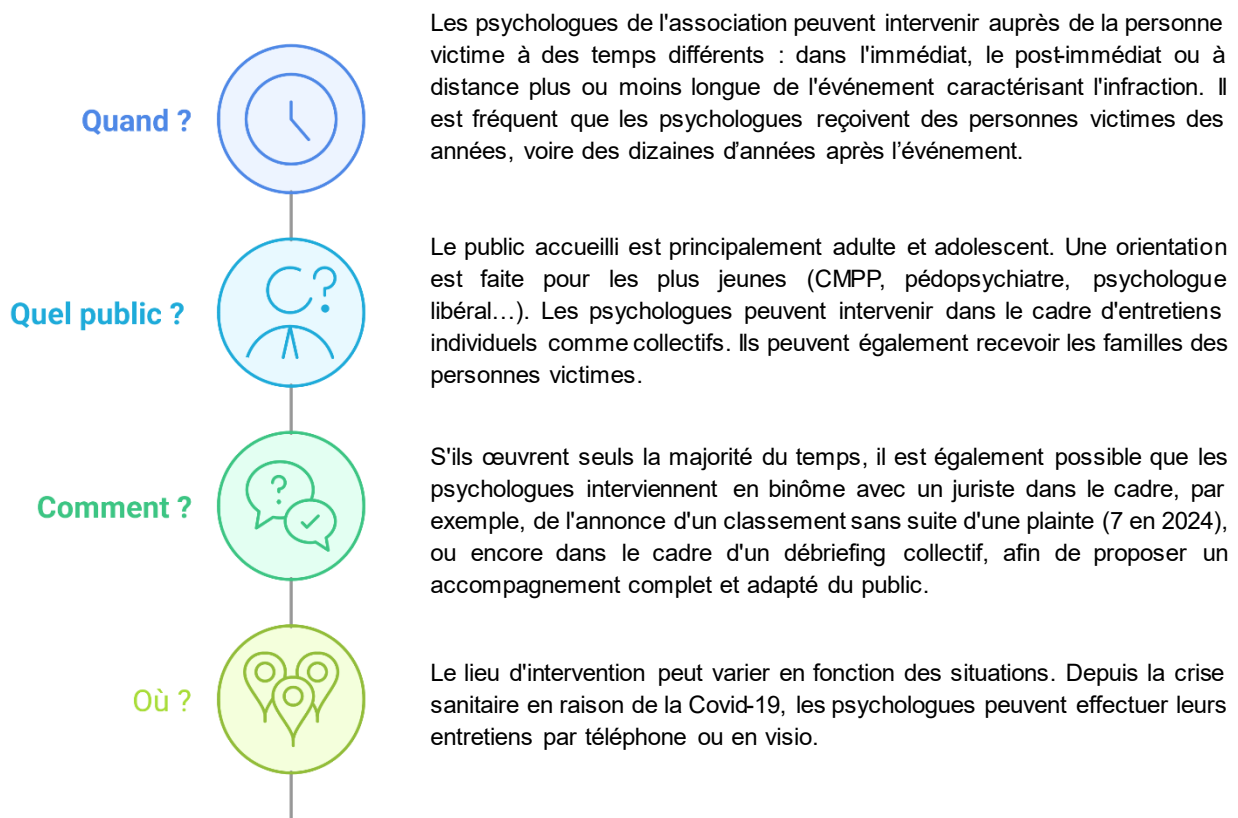 Quand ?
Les psychologues de l'association peuvent intervenir auprès de la personne
victime à des temps différents : dans l'immédiat, le post-immédiat ou à
distance plus ou moins longue de l'événement caractérisant l'infraction. Il
est fréquent que les psychologues reçoivent des personnes victimes des
années, voire des dizaines d’années après l’événement.
Quel public ?
Le public accueilli est principalement adulte et adolescent. Une orientation
est faite pour les plus jeunes (CMPP, pédopsychiatre, psychologue
libéral…). Les psychologues peuvent intervenir dans le cadre d'entretiens
individuels comme collectifs. Ils peuvent également recevoir les familles des
personnes victimes.
Comment ?
S'ils œuvrent seuls la majorité du temps, il est également possible que les
psychologues interviennent en binôme avec un juriste dans le cadre, par
exemple, de l'annonce d'un classement sans suite d'une plainte (7 en 2024),
ou encore dans le cadre d'un débriefing collectif, afin de proposer un
accompagnement complet et adapté du public.
Où ?
Le lieu d'intervention peut varier en fonction des situations. Depuis la crise
sanitaire en raison de la Covid-19, les psychologues peuvent effectuer leurs
entretiens par téléphone ou en visio.